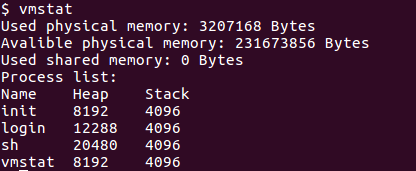 $ vmstat
Used physical memory: 3207168 Bytes
Avalible physical memory: 231673856 Bytes
Used shared memory: 0 Bytes
Process list:
Name Heap Stack
init 8192 4096
login 12288 4096
sh 20480 4096
vmstat 8192 4096